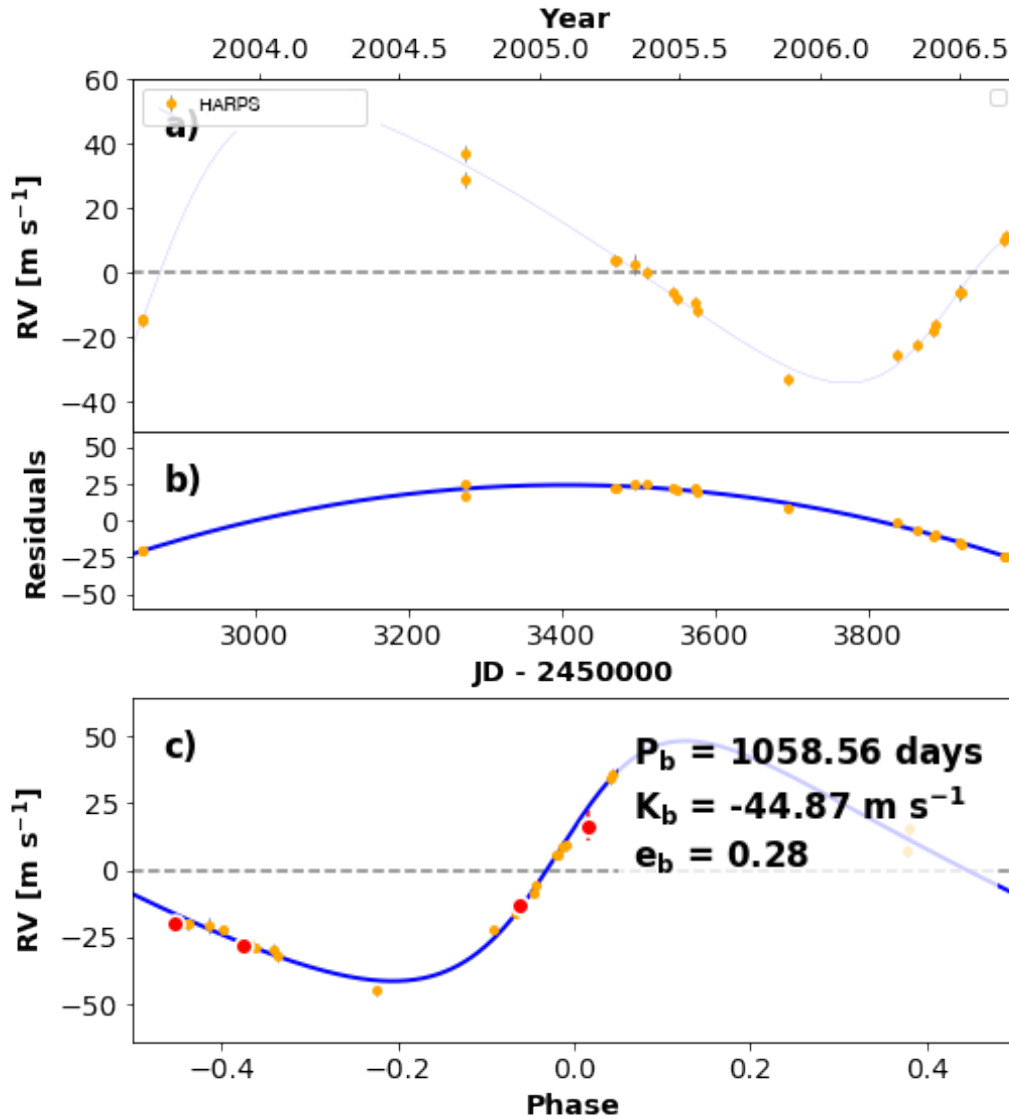 Year
2004.0 2004.5 2005.0 2005.5 2006.0 2006.5
HARPS
a)
60
40
20
0
−20
−40
RV [m s⁻¹]
b)
50
25
0
−25
−50
Residuals
3000 3200 3400 3600 3800
JD - 2450000
c)
P_b = 1058.56 days
K_b = -44.87 m s⁻¹
e_b = 0.28
50
25
0
−25
−50
RV [m s⁻¹]
−0.4 −0.2 0.0 0.2 0.4
Phase